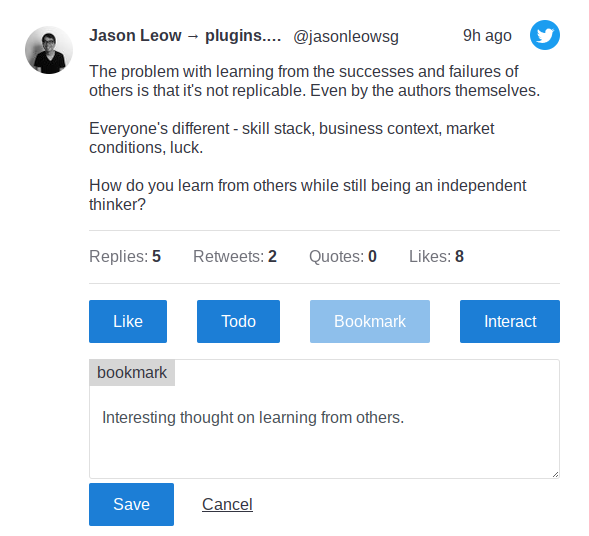 Jason Leow → plugins.... @jasonleowsg 9h ago
The problem with learning from the successes and failures of
others is that it's not replicable. Even by the authors themselves.
Everyone's different - skill stack, business context, market
conditions, luck.
How do you learn from others while still being an independent
thinker?
Replies: 5 Retweets: 2 Quotes: 0 Likes: 8
Like Todo Bookmark Interact
bookmark
Interesting thought on learning from others.
Save Cancel